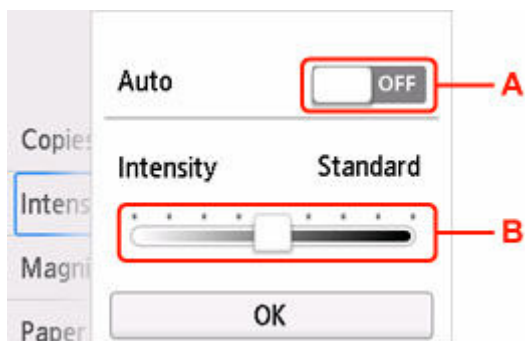 Auto
OFF
A
Copies
Intensity
Standard
Intens
B
Magni
OK
Paper